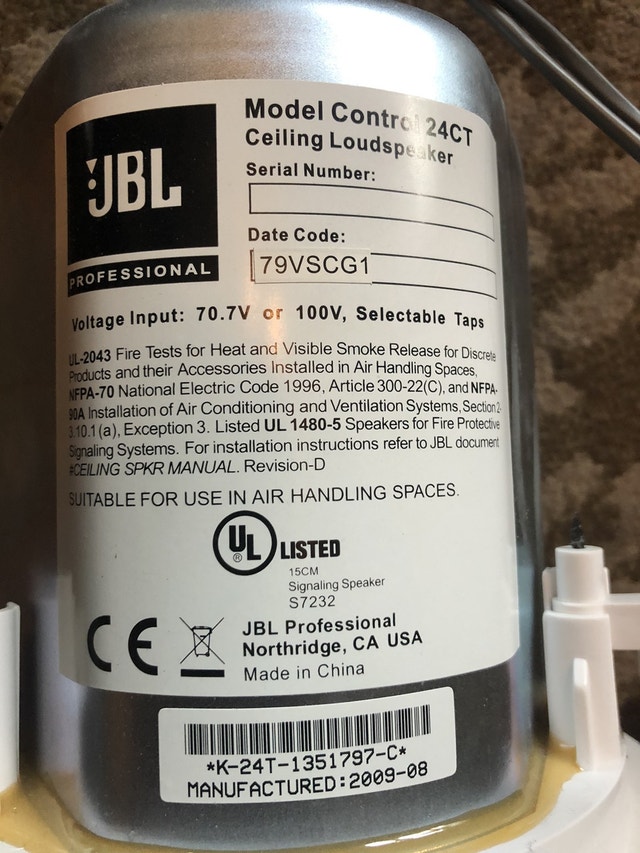 JBL
PROFESSIONAL
Model Control 24CT
Ceiling Loudspeaker
Serial Number:
Date Code:
79VSCG1
Voltage Input: 70.7V or 100V, Selectable Taps
UL-2043 Fire Tests for Heat and Visible Smoke Release for Discrete
Products and their Accessories Installed in Air Handling Spaces,
NFPA-70 National Electric Code 1996, Article 300-22(C), and NFPA-
90A Installation of Air Conditioning and Ventilation Systems, Section 2-
3.10.1 (a), Exception 3. Listed UL 1480-5 Speakers for Fire Protective
Signaling Systems. For installation instructions refer to JBL document
#CEILING SPKR MANUAL. Revision-D
SUITABLE FOR USE IN AIR HANDLING SPACES.
UL ® LISTED
15CM
Signaling Speaker
S7232
CE
JBL Professional
Northridge, CA USA
Made in China
*K-24T-1351797-C*
MANUFACTURED:2009-08